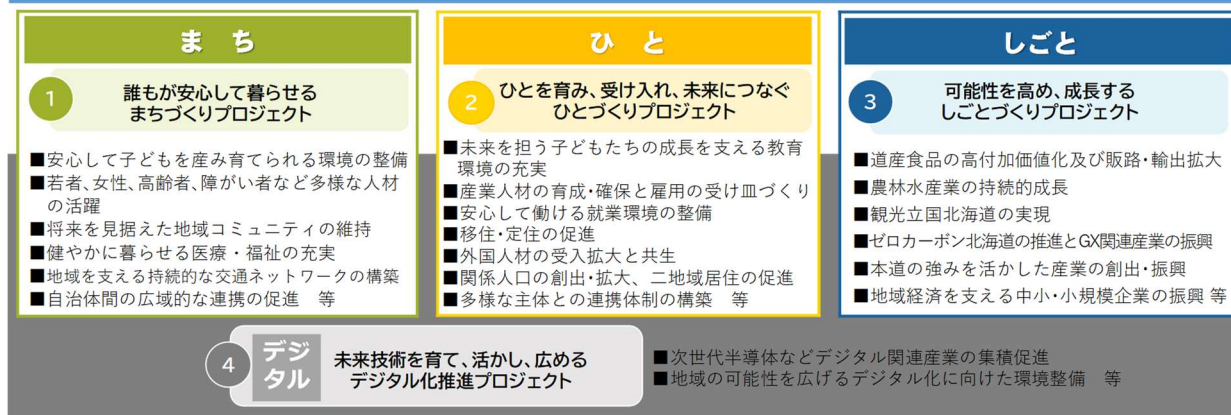 まち
1
誰もが安心して暮らせる
まちづくりプロジェクト
■安心して子どもを産み育てられる環境の整備
■若者、女性、高齢者、障がい者など多様な人材
の活躍
■将来を見据えた地域コミュニティの維持
■健やかに暮らせる医療・福祉の充実
■地域を支える持続的な交通ネットワークの構築
■自治体間の広域的な連携の促進　等
ひと
2
ひとを育み、受け入れ、未来につなぐ
ひとづくりプロジェクト
■未来を担う子どもたちの成長を支える教育
環境の充実
■産業人材の育成・確保と雇用の受け皿づくり
■安心して働ける就業環境の整備
■移住・定住の促進
■外国人材の受入拡大と共生
■関係人口の創出・拡大、二地域居住の促進
■多様な主体との連携体制の構築　等
しごと
3
可能性を高め、成長する
しごとづくりプロジェクト
■道産食品の高付加価値化及び販路・輸出拡大
■農林水産業の持続的成長
■観光立国北海道の実現
■ゼロカーボン北海道の推進とGX関連産業の振興
■本道の強みを活かした産業の創出・振興
■地域経済を支える中小・小規模企業の振興 等
4
デジ
タル
未来技術を育て、活かし、広める
デジタル化推進プロジェクト
■次世代半導体などデジタル関連産業の集積促進
■地域の可能性を広げるデジタル化に向けた環境整備　等